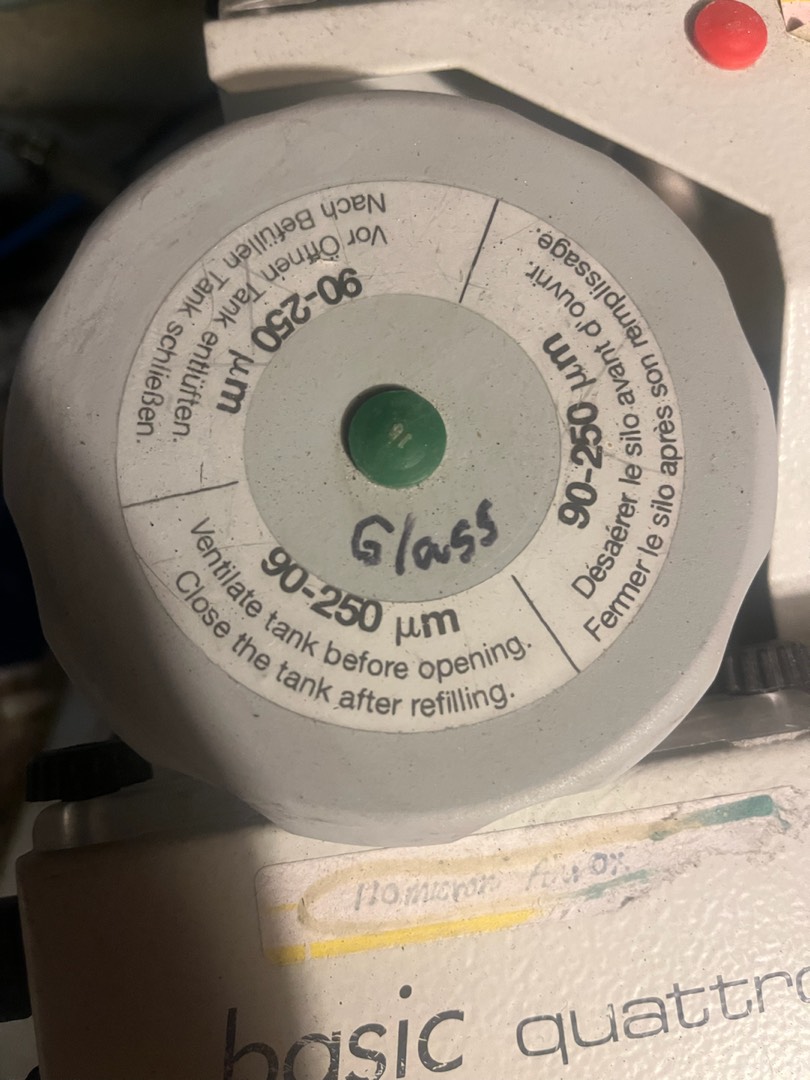 Nach Befüllen Tank schließen.
Vor Öffnen Tank entlüften.
90-250 µm
90-250 µm
Désaérer le silo avant d'ouvrir.
Fermer le silo après son remplissage.
Glass
90-250 µm
Ventilate tank before opening.
Close the tank after refilling.
110 micron
basic quattro